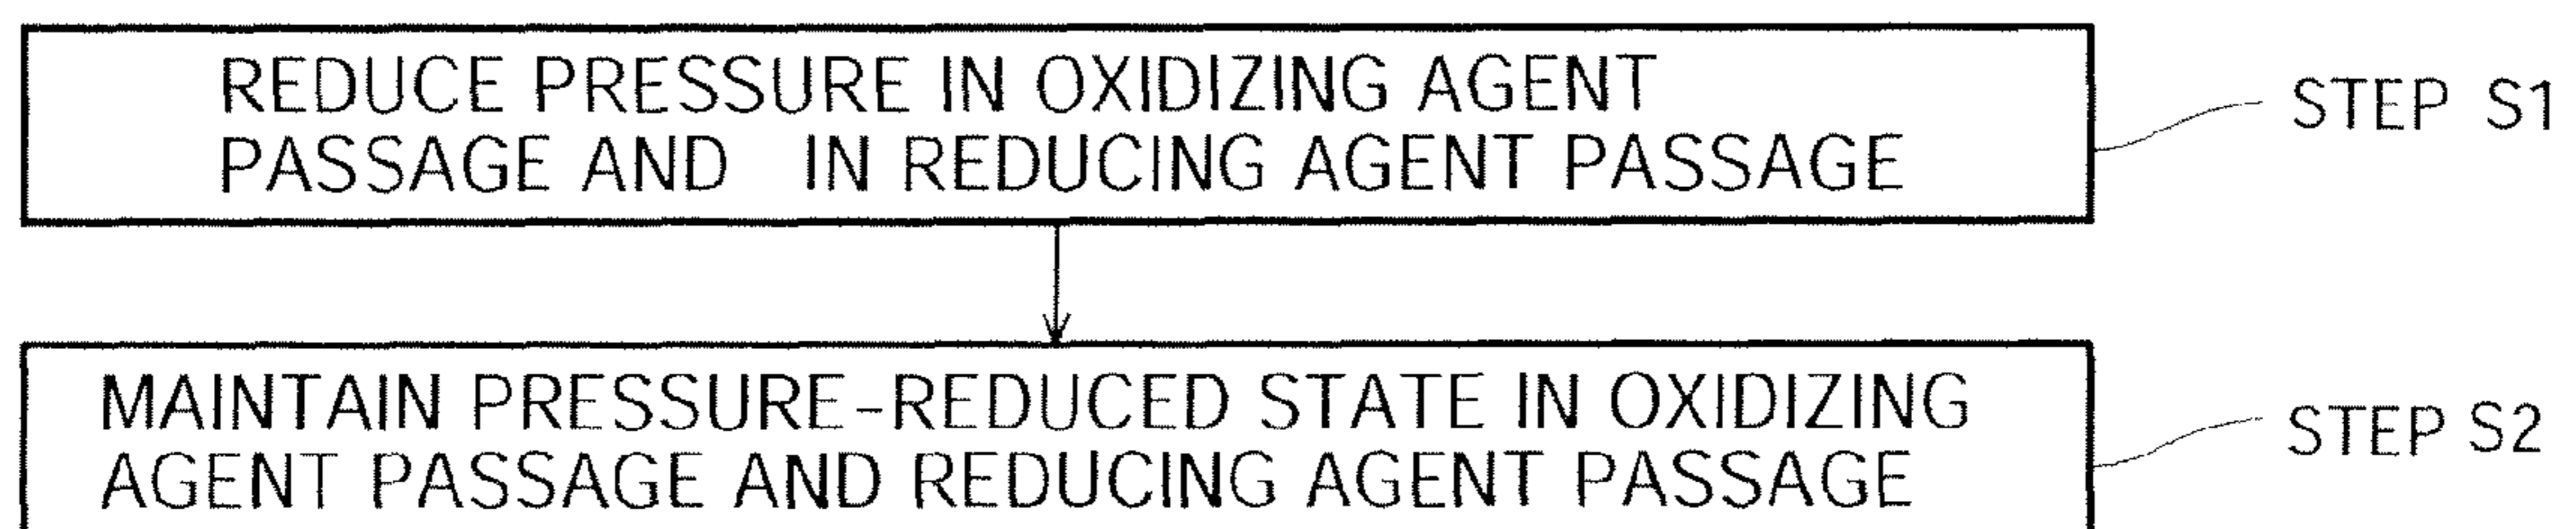 REDUCE PRESSURE IN OXIDIZING AGENT
PASSAGE AND IN REDUCING AGENT PASSAGE
STEP S1
MAINTAIN PRESSURE-REDUCED STATE IN OXIDIZING
AGENT PASSAGE AND REDUCING AGENT PASSAGE
STEP S2